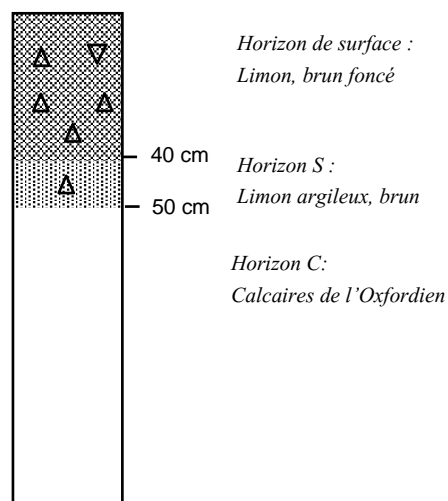 Horizon de surface :
Limon, brun foncé
40 cm
Horizon S :
Limon argileux, brun
50 cm
Horizon C:
Calcaires de l’Oxfordien